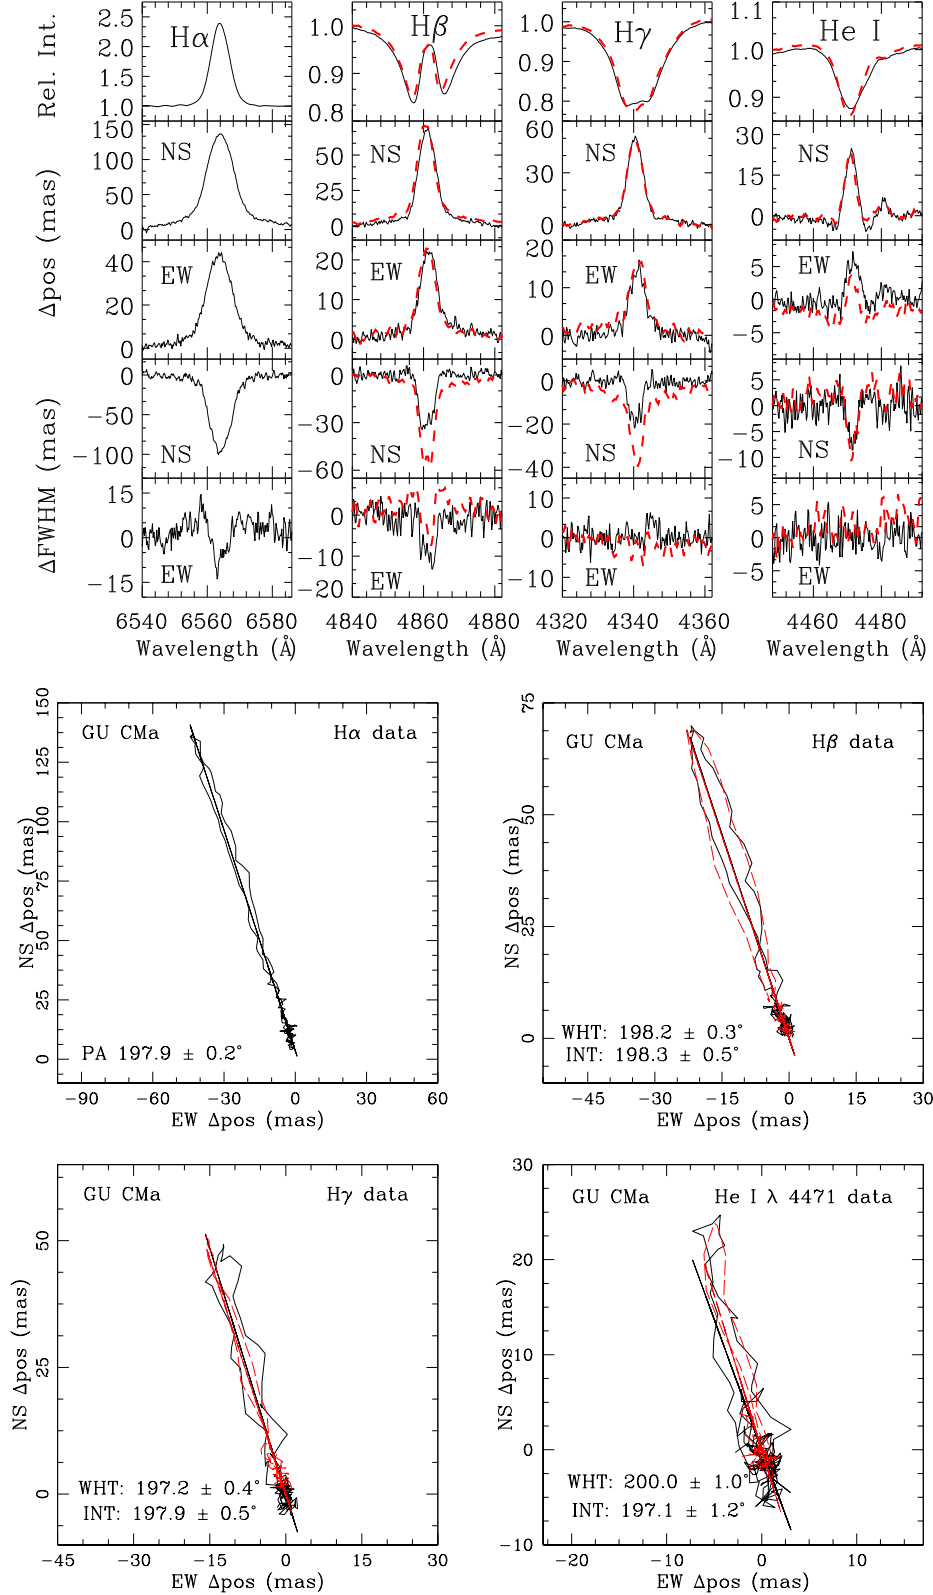 Rel. Int.
2.5
2.0
1.5
1.0
Hα
1.0
0.9
0.8
Hβ
1.0
0.9
0.8
Hγ
1.0
0.9
He I
Δpos (mas)
150
100
50
0
NS
50
25
0
NS
60
30
0
NS
30
15
0
NS
40
20
0
EW
20
10
0
EW
20
10
0
EW
5
0
−5
EW
ΔFWHM (mas)
0
−50
−100
NS
0
−30
−60
NS
0
−20
−40
NS
5
0
−5
−10
NS
15
0
−15
EW
0
−10
−20
EW
10
0
−10
EW
5
0
−5
EW
6540 6560 6580
4840 4860 4880
4320 4340 4360
4460 4480
Wavelength (Å)
Wavelength (Å)
Wavelength (Å)
Wavelength (Å)
GU CMa
Hα data
NS Δpos (mas)
150
125
100
75
50
25
0
PA 197.9 ± 0.2°
−90 −60 −30 0 30 60
EW Δpos (mas)
GU CMa
Hβ data
NS Δpos (mas)
75
50
25
0
WHT: 198.2 ± 0.3°
INT: 198.3 ± 0.5°
−45 −30 −15 0 15 30
EW Δpos (mas)
GU CMa
Hγ data
NS Δpos (mas)
50
25
0
WHT: 197.2 ± 0.4°
INT: 197.9 ± 0.5°
−45 −30 −15 0 15 30
EW Δpos (mas)
GU CMa
He I λ 4471 data
NS Δpos (mas)
30
20
10
0
−10
WHT: 200.0 ± 1.0°
INT: 197.1 ± 1.2°
−20 −10 0 10
EW Δpos (mas)